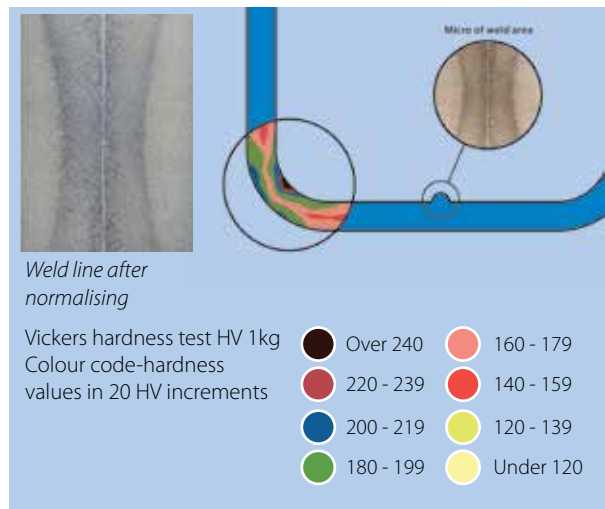 Micro of weld area
Weld line after
normalising
Vickers hardness test HV 1kg
Colour code-hardness
values in 20 HV increments
Over 240
220 - 239
200 - 219
180 - 199
160 - 179
140 - 159
120 - 139
Under 120